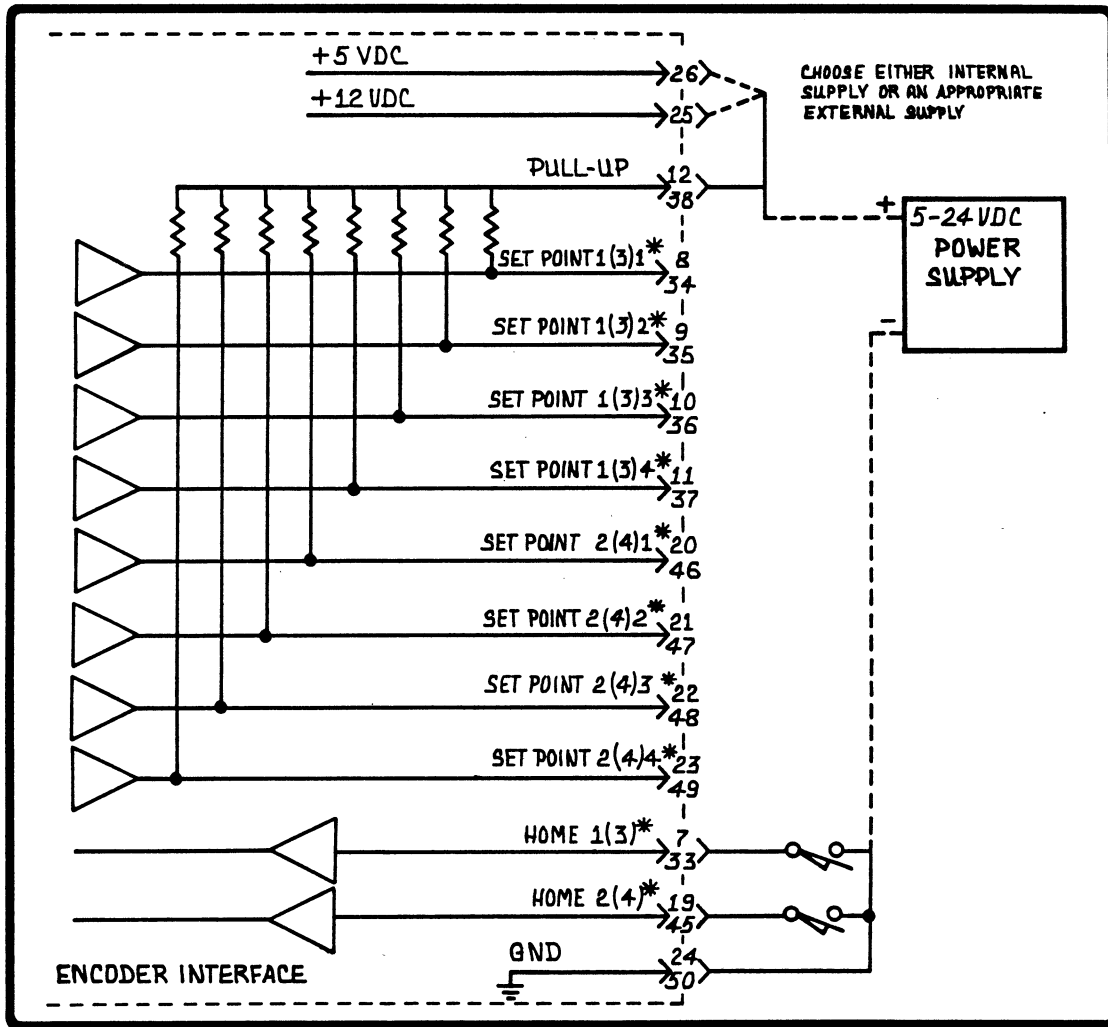 +5 VDC
26
+12 VDC
25
CHOOSE EITHER INTERNAL
SUPPLY OR AN APPROPRIATE
EXTERNAL SUPPLY
PULL-UP
12
38
+
5-24 VDC
POWER
SUPPLY
-
SET POINT 1(3)1*
8
34
SET POINT 1(3)2*
9
35
SET POINT 1(3)3*
10
36
SET POINT 1(3)4*
11
37
SET POINT 2(4)1*
20
46
SET POINT 2(4)2*
21
47
SET POINT 2(4)3*
22
48
SET POINT 2(4)4*
23
49
HOME 1(3)*
7
33
HOME 2(4)*
19
45
GND
24
50
ENCODER INTERFACE